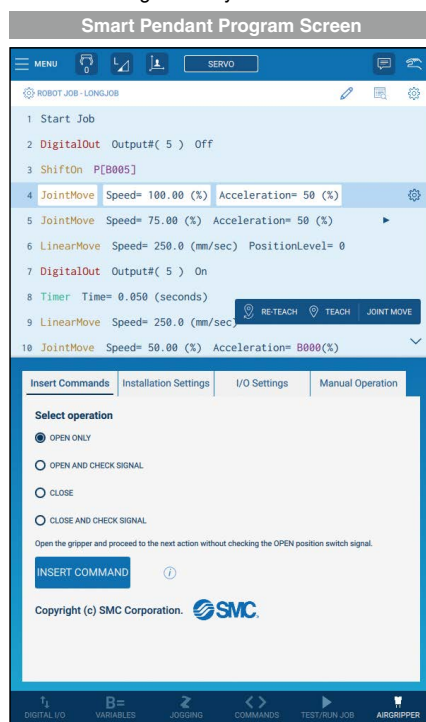 Smart Pendant Program Screen
MENU 0 SERVO
ROBOT JOB - LONGJOB
1 Start Job
2 DigitalOut Output#( 5 ) Off
3 ShiftOn P[B005]
4 JointMove Speed= 100.00 (%) Acceleration= 50 (%)
5 JointMove Speed= 75.00 (%) Acceleration= 50 (%)
6 LinearMove Speed= 250.0 (mm/sec) PositionLevel= 0
7 DigitalOut Output#( 5 ) On
8 Timer Time= 0.050 (seconds)
RE-TEACH TEACH JOINT MOVE
9 LinearMove Speed= 250.0 (mm/sec)
10 JointMove Speed= 50.00 (%) Acceleration= B000(%)
Insert Commands Installation Settings I/O Settings Manual Operation
Select operation
OPEN ONLY
OPEN AND CHECK SIGNAL
CLOSE
CLOSE AND CHECK SIGNAL
Open the gripper and proceed to the next action without checking the OPEN position switch signal.
INSERT COMMAND i
Copyright (c) SMC Corporation. SMC.
DIGITAL I/O VARIABLES JOGGING COMMANDS TEST/RUN JOB AIRGRIPPER